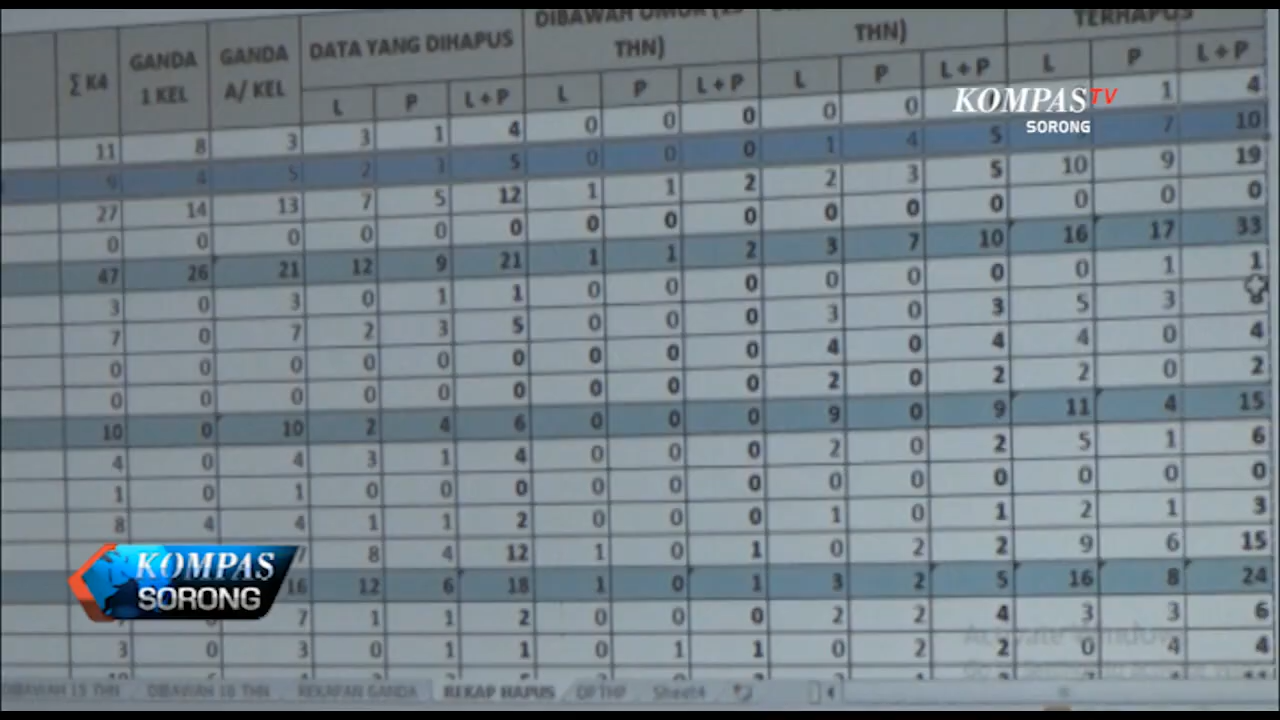 DIBAWAH UMUR (15 THN)
THN)
TERHAPUS
∑ K4
GANDA
1 KEL
GANDA
A/ KEL
DATA YANG DIHAPUS
L P L + P L P L + P L P L + P L P L + P
11 8 3 3 1 4 0 0 0 0 0 1 4
9 4 5 2 3 5 0 0 0 1 4 5 7 10
27 14 13 7 5 12 1 1 2 2 3 5 10 9 19
0 0 0 0 0 0 0 0 0 0 0 0 0 0 0
47 26 21 12 9 21 1 1 2 3 7 10 16 17 33
3 0 3 0 1 1 0 0 0 0 0 0 0 1 1
7 0 7 2 3 5 0 0 0 3 0 3 5 3
0 0 0 0 0 0 0 0 0 4 0 4 4 0 4
0 0 0 0 0 0 0 0 0 2 0 2 2 0 2
10 0 10 2 4 6 0 0 0 9 0 9 11 4 15
4 0 4 3 1 4 0 0 0 2 0 2 5 1 6
1 0 1 0 0 0 0 0 0 0 0 0 0 0 0
8 4 4 1 1 2 0 0 0 1 0 1 2 1 3
7 8 4 12 1 0 1 0 2 2 9 6 15
16 12 6 18 1 0 1 3 2 5 16 8 24
7 1 1 2 0 0 0 2 2 4 3 3 6
3 0 3 0 1 1 0 1 1 0 2 2 0 4 4
DIBAWAH 15 THN DIBAWAH 16 THN REKAPAN GANDA REKAP HAPUS DPTHP Sheet4
Activate Windows
KOMPAS TV
SORONG
KOMPAS
SORONG